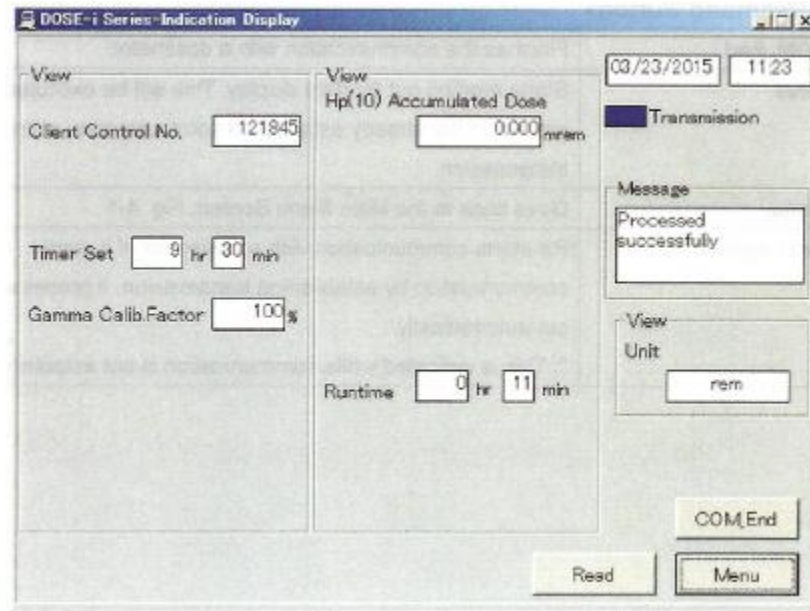 DOSE-i Series-Indication Display
03/23/2015 11:23
View
Client Control No. 121845
Timer Set 9 hr 30 min
Gamma Calib.Factor 100 %
View
Hp(10) Accumulated Dose
0.000 mrem
Runtime 0 hr 11 min
Transmission
Message
Processed
successfully
View
Unit
rem
COM.End
Read
Menu